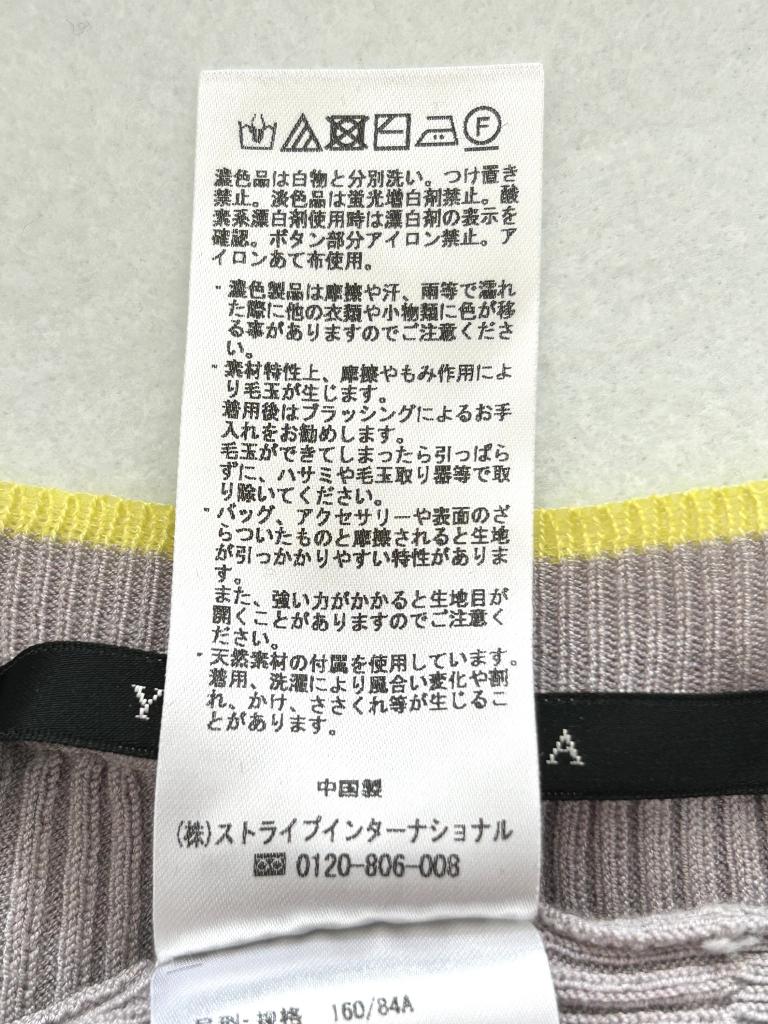 F
濃色品は白物と分別洗い。つけ置き
禁止。淡色品は蛍光増白剤禁止。酸
素系漂白剤使用時は漂白剤の表示を
確認。ボタン部分アイロン禁止。ア
イロンあて布使用。
・濃色製品は摩擦や汗、雨等で濡れ
た際に他の衣類や小物類に色が移
る事がありますのでご注意くださ
い。
・素材特性上、摩擦やもみ作用によ
り毛玉が生じます。
着用後はブラッシングによるお手
入れをお勧めします。
毛玉ができてしまったら引っぱら
ずに、ハサミや毛玉取り器等で取
り除いてください。
・バッグ、アクセサリーや表面のざ
らついたものと摩擦されると生地
が引っかかりやすい特性がありま
す。
また、強い力がかかると生地目が
開くことがありますのでご注意く
ださい。
・天然素材の付属を使用しています。
着用、洗濯により風合い変化や割
れ、かけ、ささくれ等が生じるこ
とがあります。
Y A
中国製
(株)ストライプインターナショナル
0120-806-008
号型·规格 160/84A